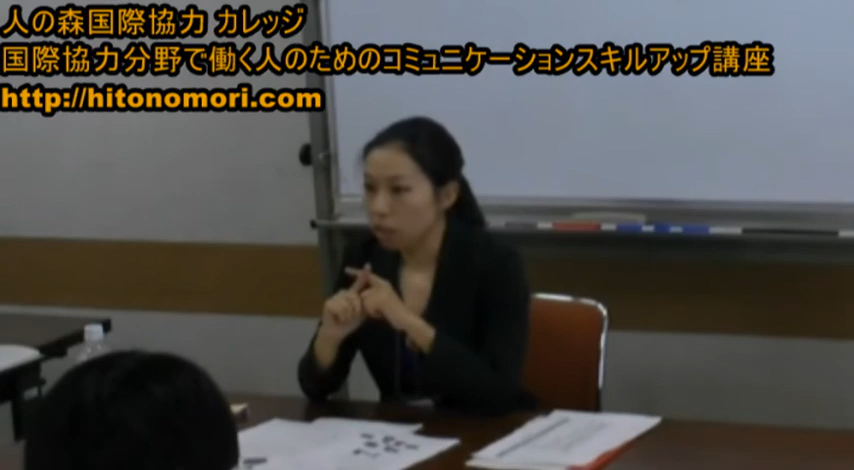 人の森国際協力 カレッジ
国際協力分野で働く人のためのコミュニケーションスキルアップ講座
http://hitonomori.com